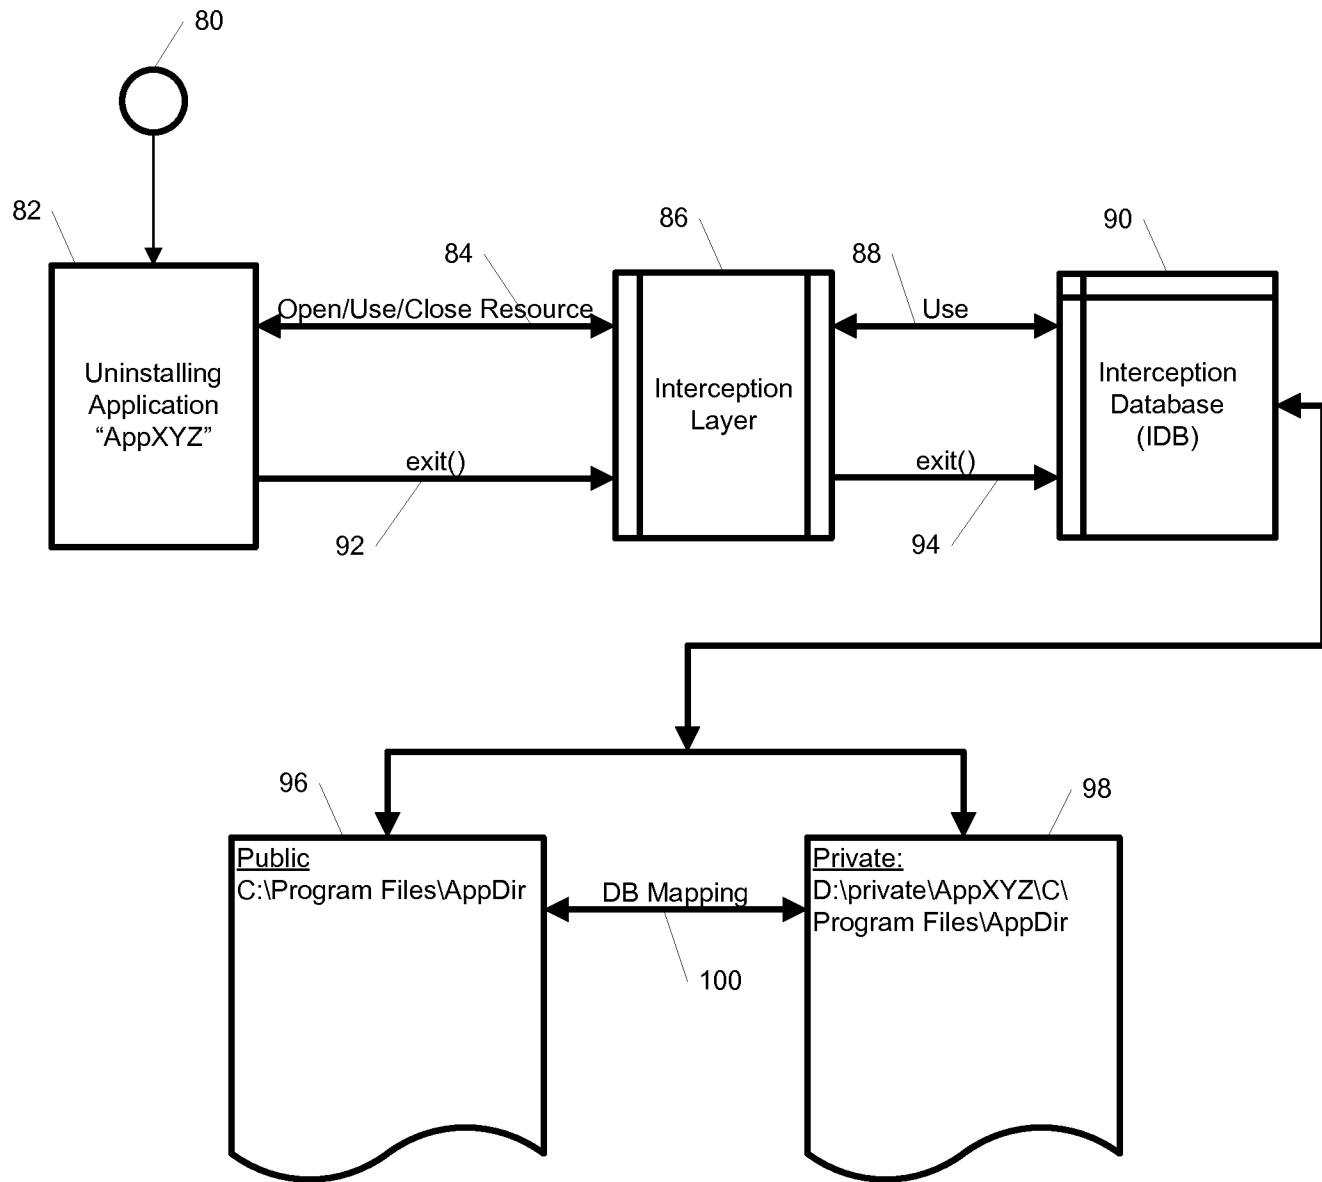 80
82
84
86
88
90
Open/Use/Close Resource
Use
Uninstalling
Application
“AppXYZ”
Interception
Layer
Interception
Database
(IDB)
exit()
exit()
92
94
96
98
Public
C:\Program Files\AppDir
DB Mapping
100
Private:
D:\private\AppXYZ\C\
Program Files\AppDir